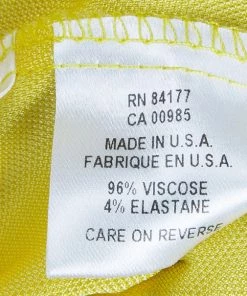 RN 84177
CA 00985
MADE IN U.S.A.
FABRIQUE EN U.S.A.
96% VISCOSE
4% ELASTANE
CARE ON REVERSE